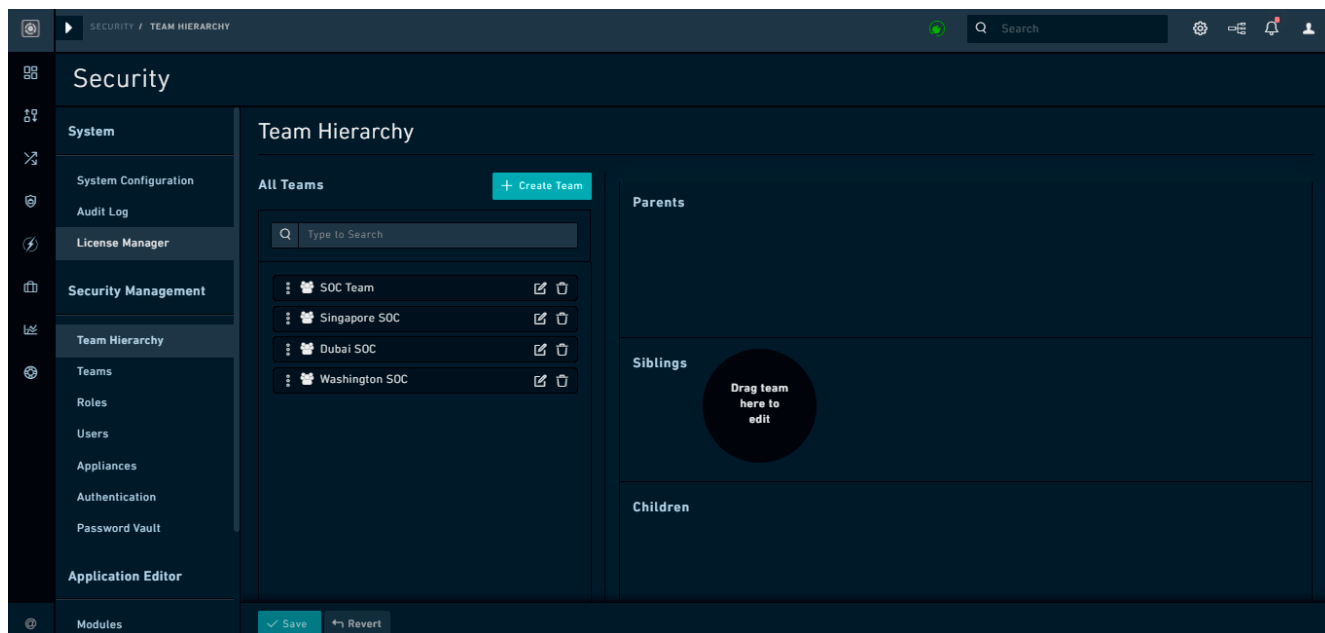 SECURITY / TEAM HIERARCHY
Search
Security
System
System Configuration
Audit Log
License Manager
Security Management
Team Hierarchy
Teams
Roles
Users
Appliances
Authentication
Password Vault
Application Editor
Modules
@
Team Hierarchy
All Teams
+ Create Team
Type to Search
SOC Team
Singapore SOC
Dubai SOC
Washington SOC
Parents
Siblings
Drag team
here to
edit
Children
Save
Revert